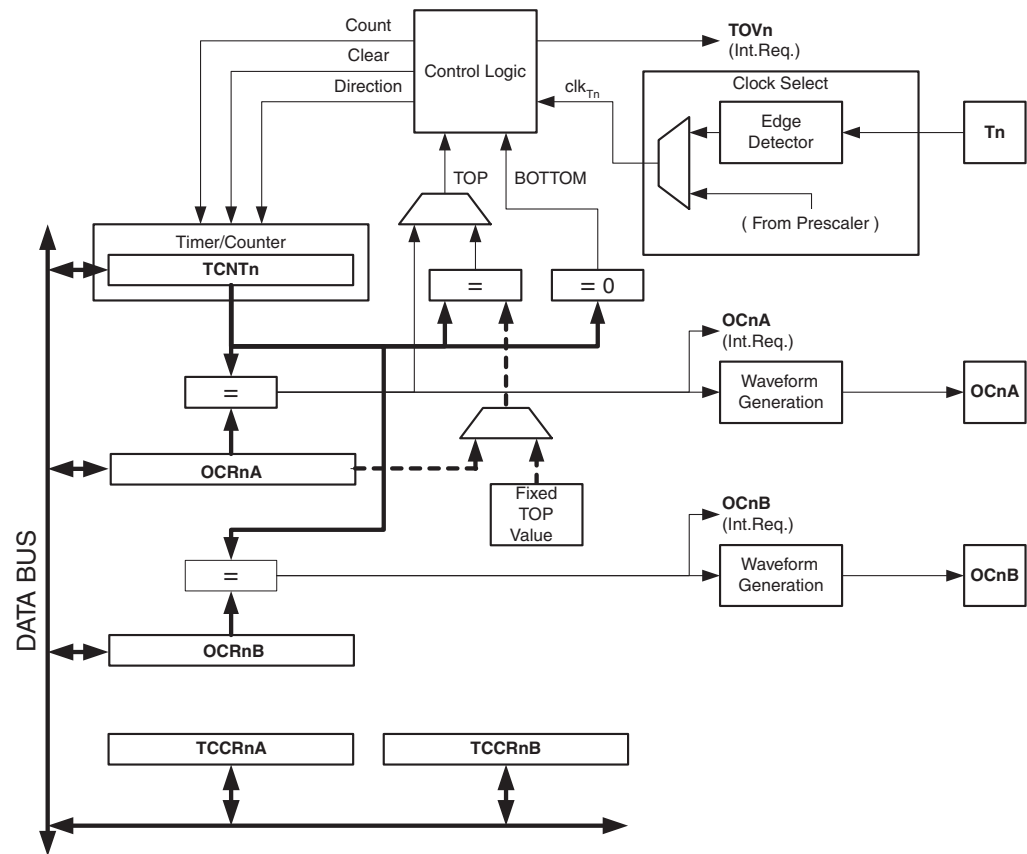 Count
Clear
Direction
Control Logic
TOVn
(Int.Req.)
clkTn
Clock Select
Edge
Detector
Tn
( From Prescaler )
TOP
BOTTOM
Timer/Counter
TCNTn
=
= 0
OCnA
(Int.Req.)
=
Waveform
Generation
OCnA
OCRnA
Fixed
TOP
Value
OCnB
(Int.Req.)
=
Waveform
Generation
OCnB
OCRnB
DATA BUS
TCCRnA
TCCRnB